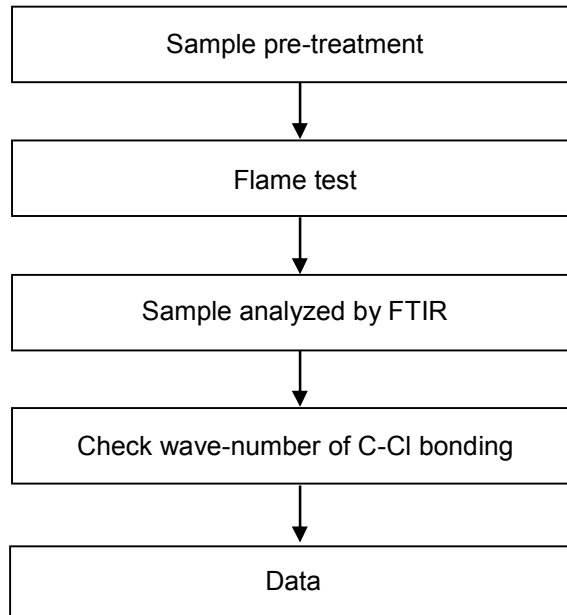 Sample pre-treatment
Flame test
Sample analyzed by FTIR
Check wave-number of C-Cl bonding
Data